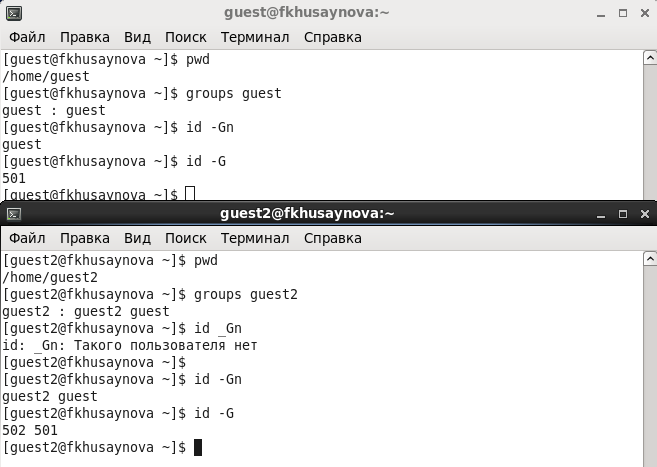 guest@fkhusaynova:~
Файл Правка Вид Поиск Терминал Справка
[guest@fkhusaynova ~]$ pwd
/home/guest
[guest@fkhusaynova ~]$ groups guest
guest : guest
[guest@fkhusaynova ~]$ id -Gn
guest
[guest@fkhusaynova ~]$ id -G
501
[guest@fkhusaynova ~]$
guest2@fkhusaynova:~
Файл Правка Вид Поиск Терминал Справка
[guest2@fkhusaynova ~]$ pwd
/home/guest2
[guest2@fkhusaynova ~]$ groups guest2
guest2 : guest2 guest
[guest2@fkhusaynova ~]$ id _Gn
id: _Gn: Такого пользователя нет
[guest2@fkhusaynova ~]$
[guest2@fkhusaynova ~]$ id -Gn
guest2 guest
[guest2@fkhusaynova ~]$ id -G
502 501
[guest2@fkhusaynova ~]$